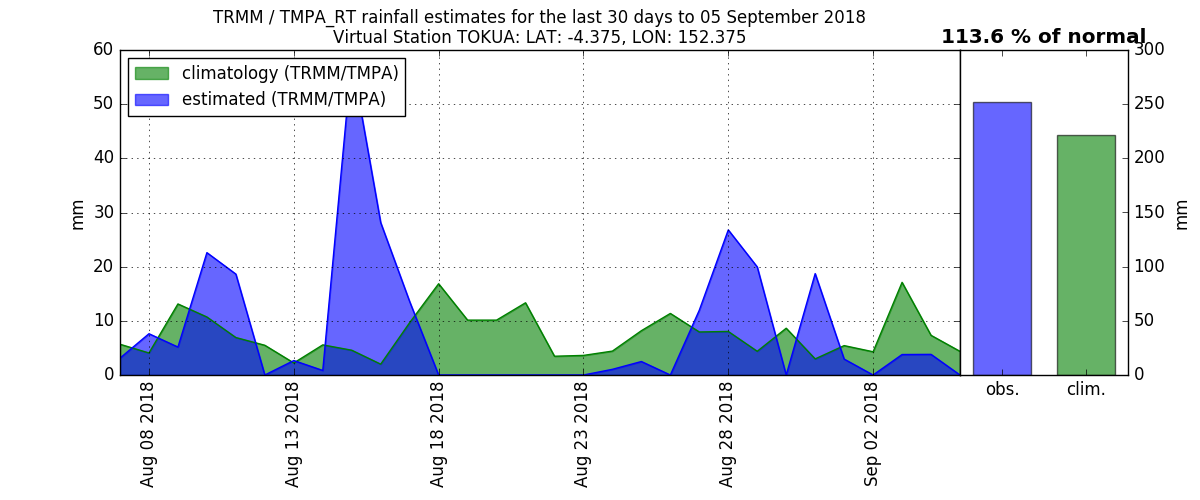 TRMM / TMPA_RT rainfall estimates for the last 30 days to 05 September 2018
Virtual Station TOKUA: LAT: -4.375, LON: 152.375
113.6 % of normal
climatology (TRMM/TMPA)
estimated (TRMM/TMPA)
60
50
40
30
20
10
0
mm
Aug 08 2018
Aug 13 2018
Aug 18 2018
Aug 23 2018
Aug 28 2018
Sep 02 2018
300
250
200
150
100
50
0
mm
obs.
clim.